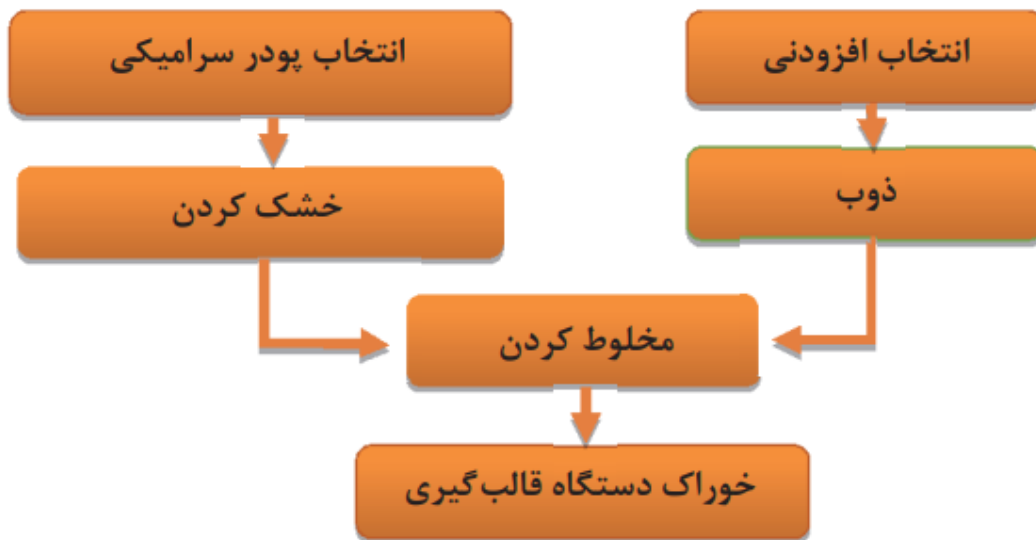 انتخاب افزودنی
انتخاب پودر سرامیکی
ذوب
خشک کردن
مخلوط کردن
خوراک دستگاه قالب‌گیری